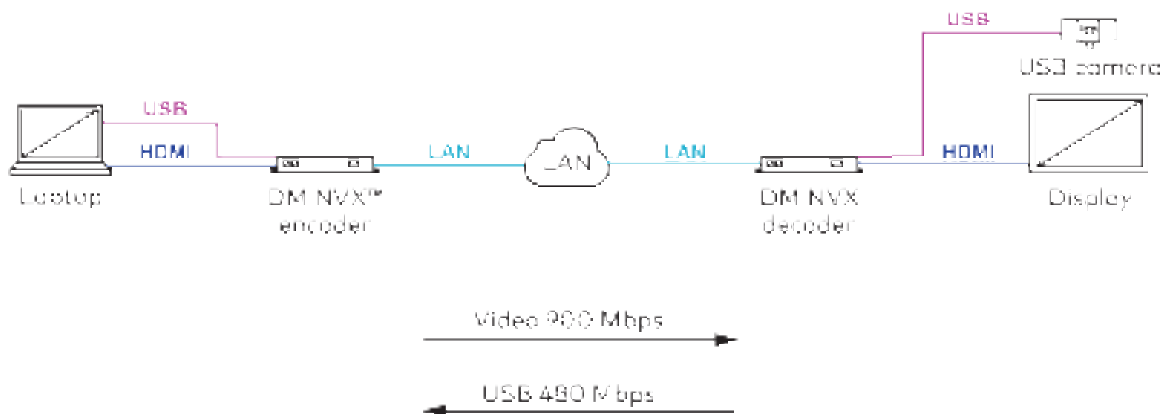 USB
USB camera
USB
HDMI
LAN
LAN
LAN
HDMI
Laptop
DM NVX™
encoder
DM NVX
decoder
Display
Video 900 Mbps
USB 480 Mbps